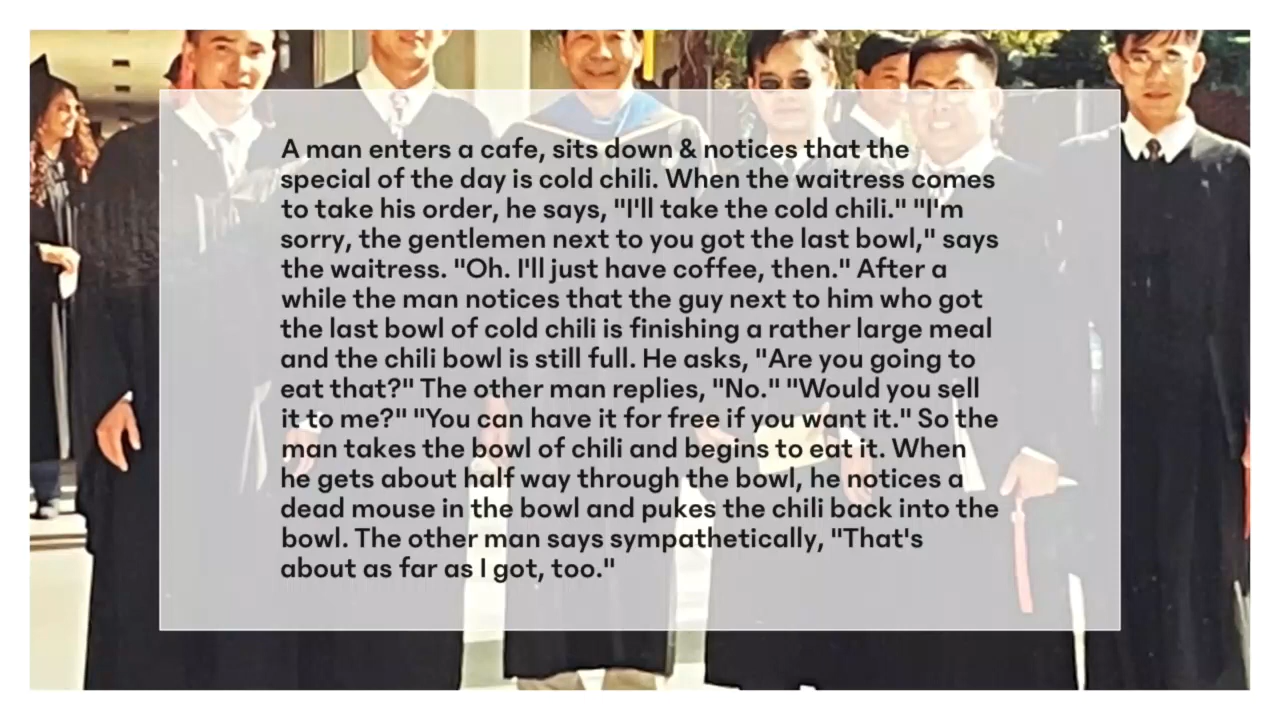 A man enters a cafe, sits down & notices that the
special of the day is cold chili. When the waitress comes
to take his order, he says, "I'll take the cold chili." "I'm
sorry, the gentlemen next to you got the last bowl," says
the waitress. "Oh. I'll just have coffee, then." After a
while the man notices that the guy next to him who got
the last bowl of cold chili is finishing a rather large meal
and the chili bowl is still full. He asks, "Are you going to
eat that?" The other man replies, "No." "Would you sell
it to me?" "You can have it for free if you want it." So the
man takes the bowl of chili and begins to eat it. When
he gets about half way through the bowl, he notices a
dead mouse in the bowl and pukes the chili back into the
bowl. The other man says sympathetically, "That's
about as far as I got, too."